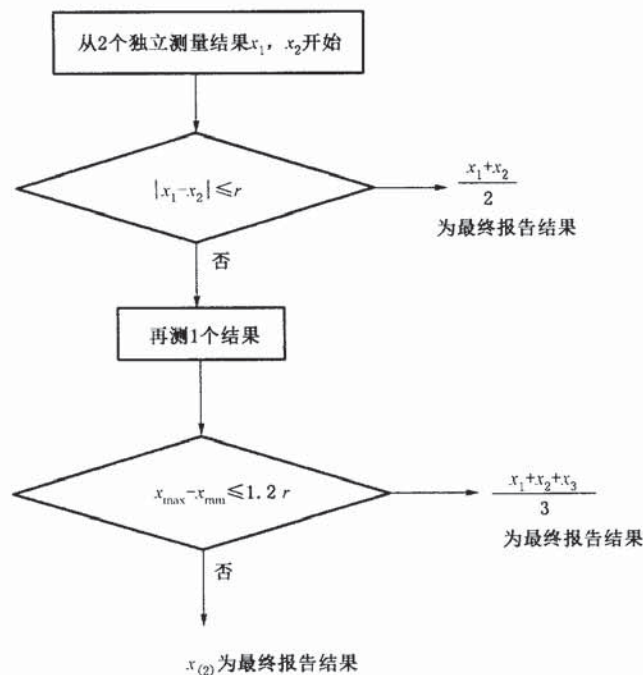 从2个独立测量结果x₁，x₂开始
|x₁-x₂|≤r
x₁+x₂
2
为最终报告结果
否
再测1个结果
xmax-xmin≤1.2 r
x₁+x₂+x₃
3
为最终报告结果
否
x₍₂₎为最终报告结果